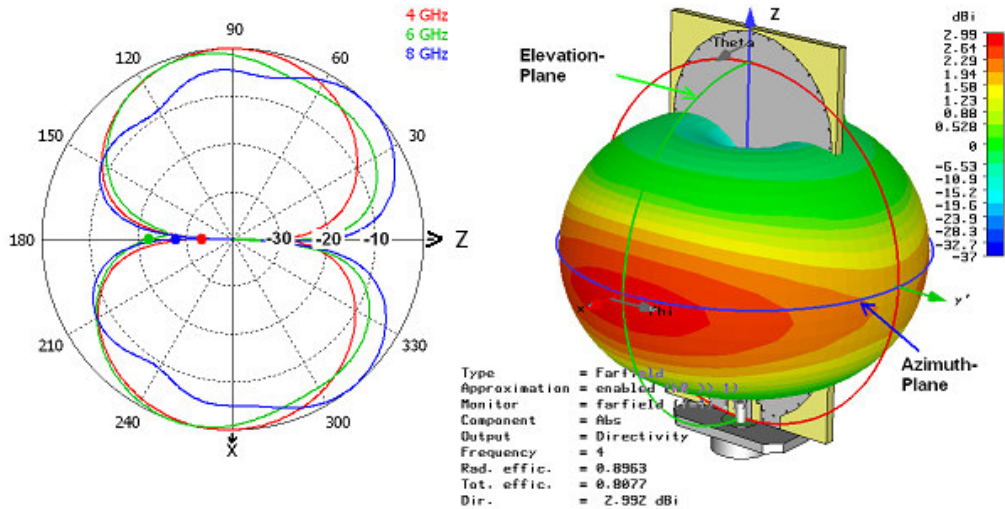 4 GHz
6 GHz
8 GHz
90
120
60
150
30
180
-30
-20
-10
Z
210
330
240
300
X
Z
Theta
Elevation-
Plane
x
Phi
y'
Azimuth-
Plane
dBi
2.99
2.64
2.29
1.94
1.58
1.23
0.88
0.528
0
-6.53
-10.9
-15.2
-19.6
-23.9
-28.3
-32.7
-37
Type = Farfield
Approximation = enabled (kR >> 1)
Monitor = farfield
Component = Abs
Output = Directivity
Frequency = 4
Rad. effic. = 0.8963
Tot. effic. = 0.8077
Dir. = 2.992 dBi